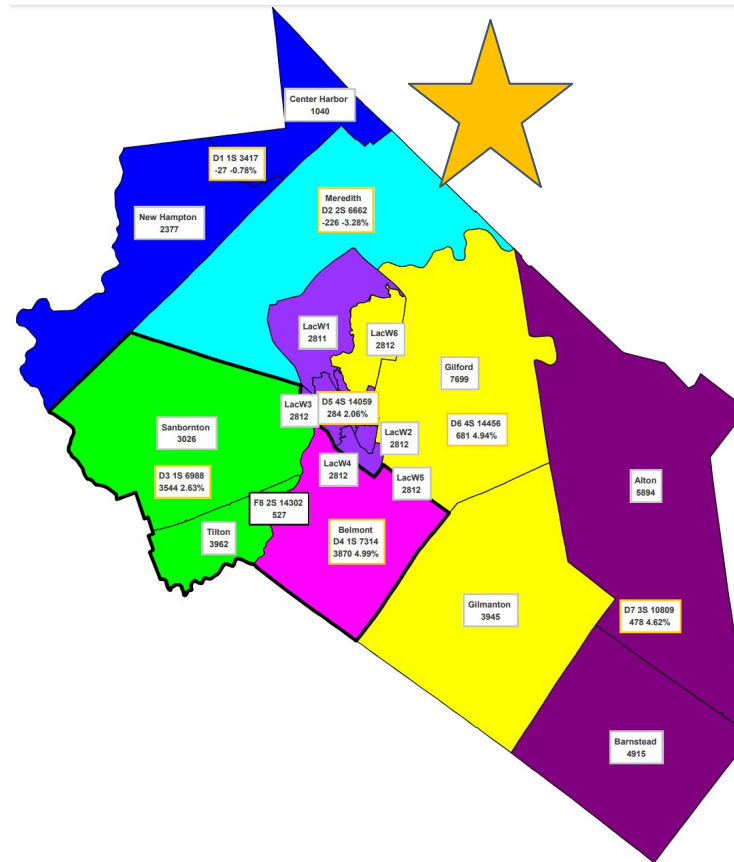 Center Harbor
1040
D1 1S 3417
-27 -0.78%
New Hampton
2377
Meredith
D2 2S 6662
-226 -3.28%
LacW1
2811
LacW6
2812
Gilford
7699
LacW3
2812
D5 4S 14059
284 2.06%
Sanbornton
3026
D6 4S 14456
681 4.94%
LacW2
2812
LacW4
2812
LacW5
2812
D3 1S 6988
3544 2.63%
Alton
5894
F8 2S 14302
527
Tilton
3962
Belmont
D4 1S 7314
3870 4.99%
Gilmanton
3945
D7 3S 10809
478 4.62%
Barnstead
4915